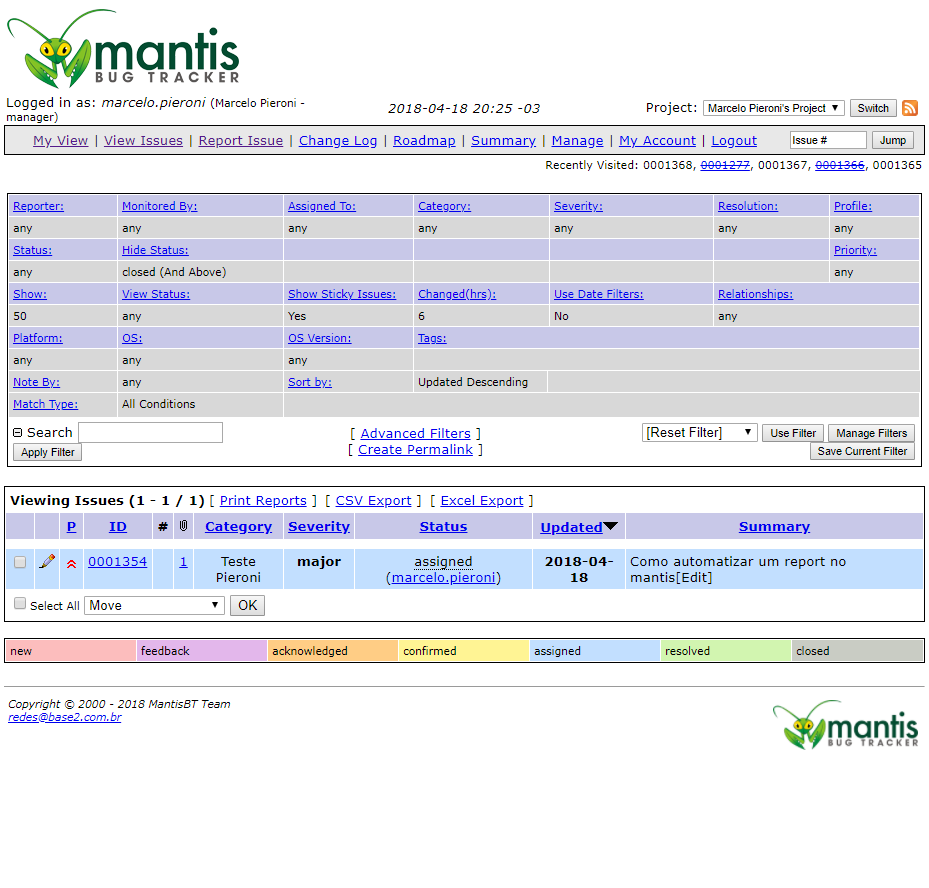 mantis
BUG TRACKER
Logged in as: marcelo.pieroni (Marcelo Pieroni - manager)
2018-04-18 20:25 -03
Project: Marcelo Pieroni's Project Switch
My View | View Issues | Report Issue | Change Log | Roadmap | Summary | Manage | My Account | Logout Issue # Jump
Recently Visited: 0001368, 0001277, 0001367, 0001366, 0001365
Reporter: Monitored By: Assigned To: Category: Severity: Resolution: Profile:
any any any any any any any
Status: Hide Status: Priority:
any closed (And Above) any
Show: View Status: Show Sticky Issues: Changed(hrs): Use Date Filters: Relationships:
50 any Yes 6 No any
Platform: OS: OS Version: Tags:
any any any
Note By: any Sort by: Updated Descending
Match Type: All Conditions
Search [ Advanced Filters ] [Reset Filter] Use Filter Manage Filters
Apply Filter [ Create Permalink ] Save Current Filter
Viewing Issues (1 - 1 / 1) [ Print Reports ] [ CSV Export ] [ Excel Export ]
P ID # Category Severity Status Updated Summary
0001354 1 Teste Pieroni major assigned (marcelo.pieroni) 2018-04-18 Como automatizar um report no mantis[Edit]
Select All Move OK
new feedback acknowledged confirmed assigned resolved closed
Copyright © 2000 - 2018 MantisBT Team
redes@base2.com.br
mantis
BUG TRACKER